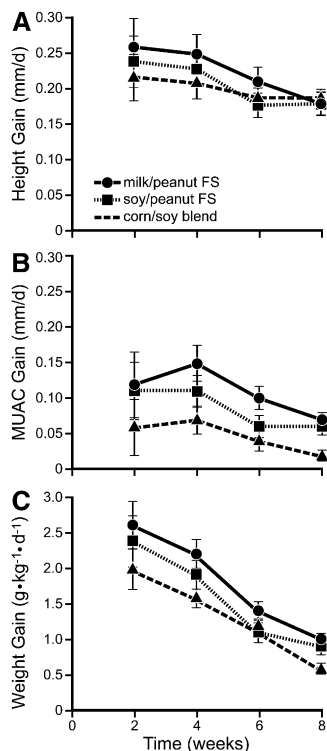 A
0.30
0.25
0.20
0.15
0.10
0.05
0
Height Gain (mm/d)
milk/peanut FS
soy/peanut FS
corn/soy blend
B
0.30
0.25
0.20
0.15
0.10
0.05
0
MUAC Gain (mm/d)
C
3.0
2.5
2.0
1.5
1.0
0.5
0
Weight Gain (g•kg⁻¹•d⁻¹)
0 2 4 6 8
Time (weeks)